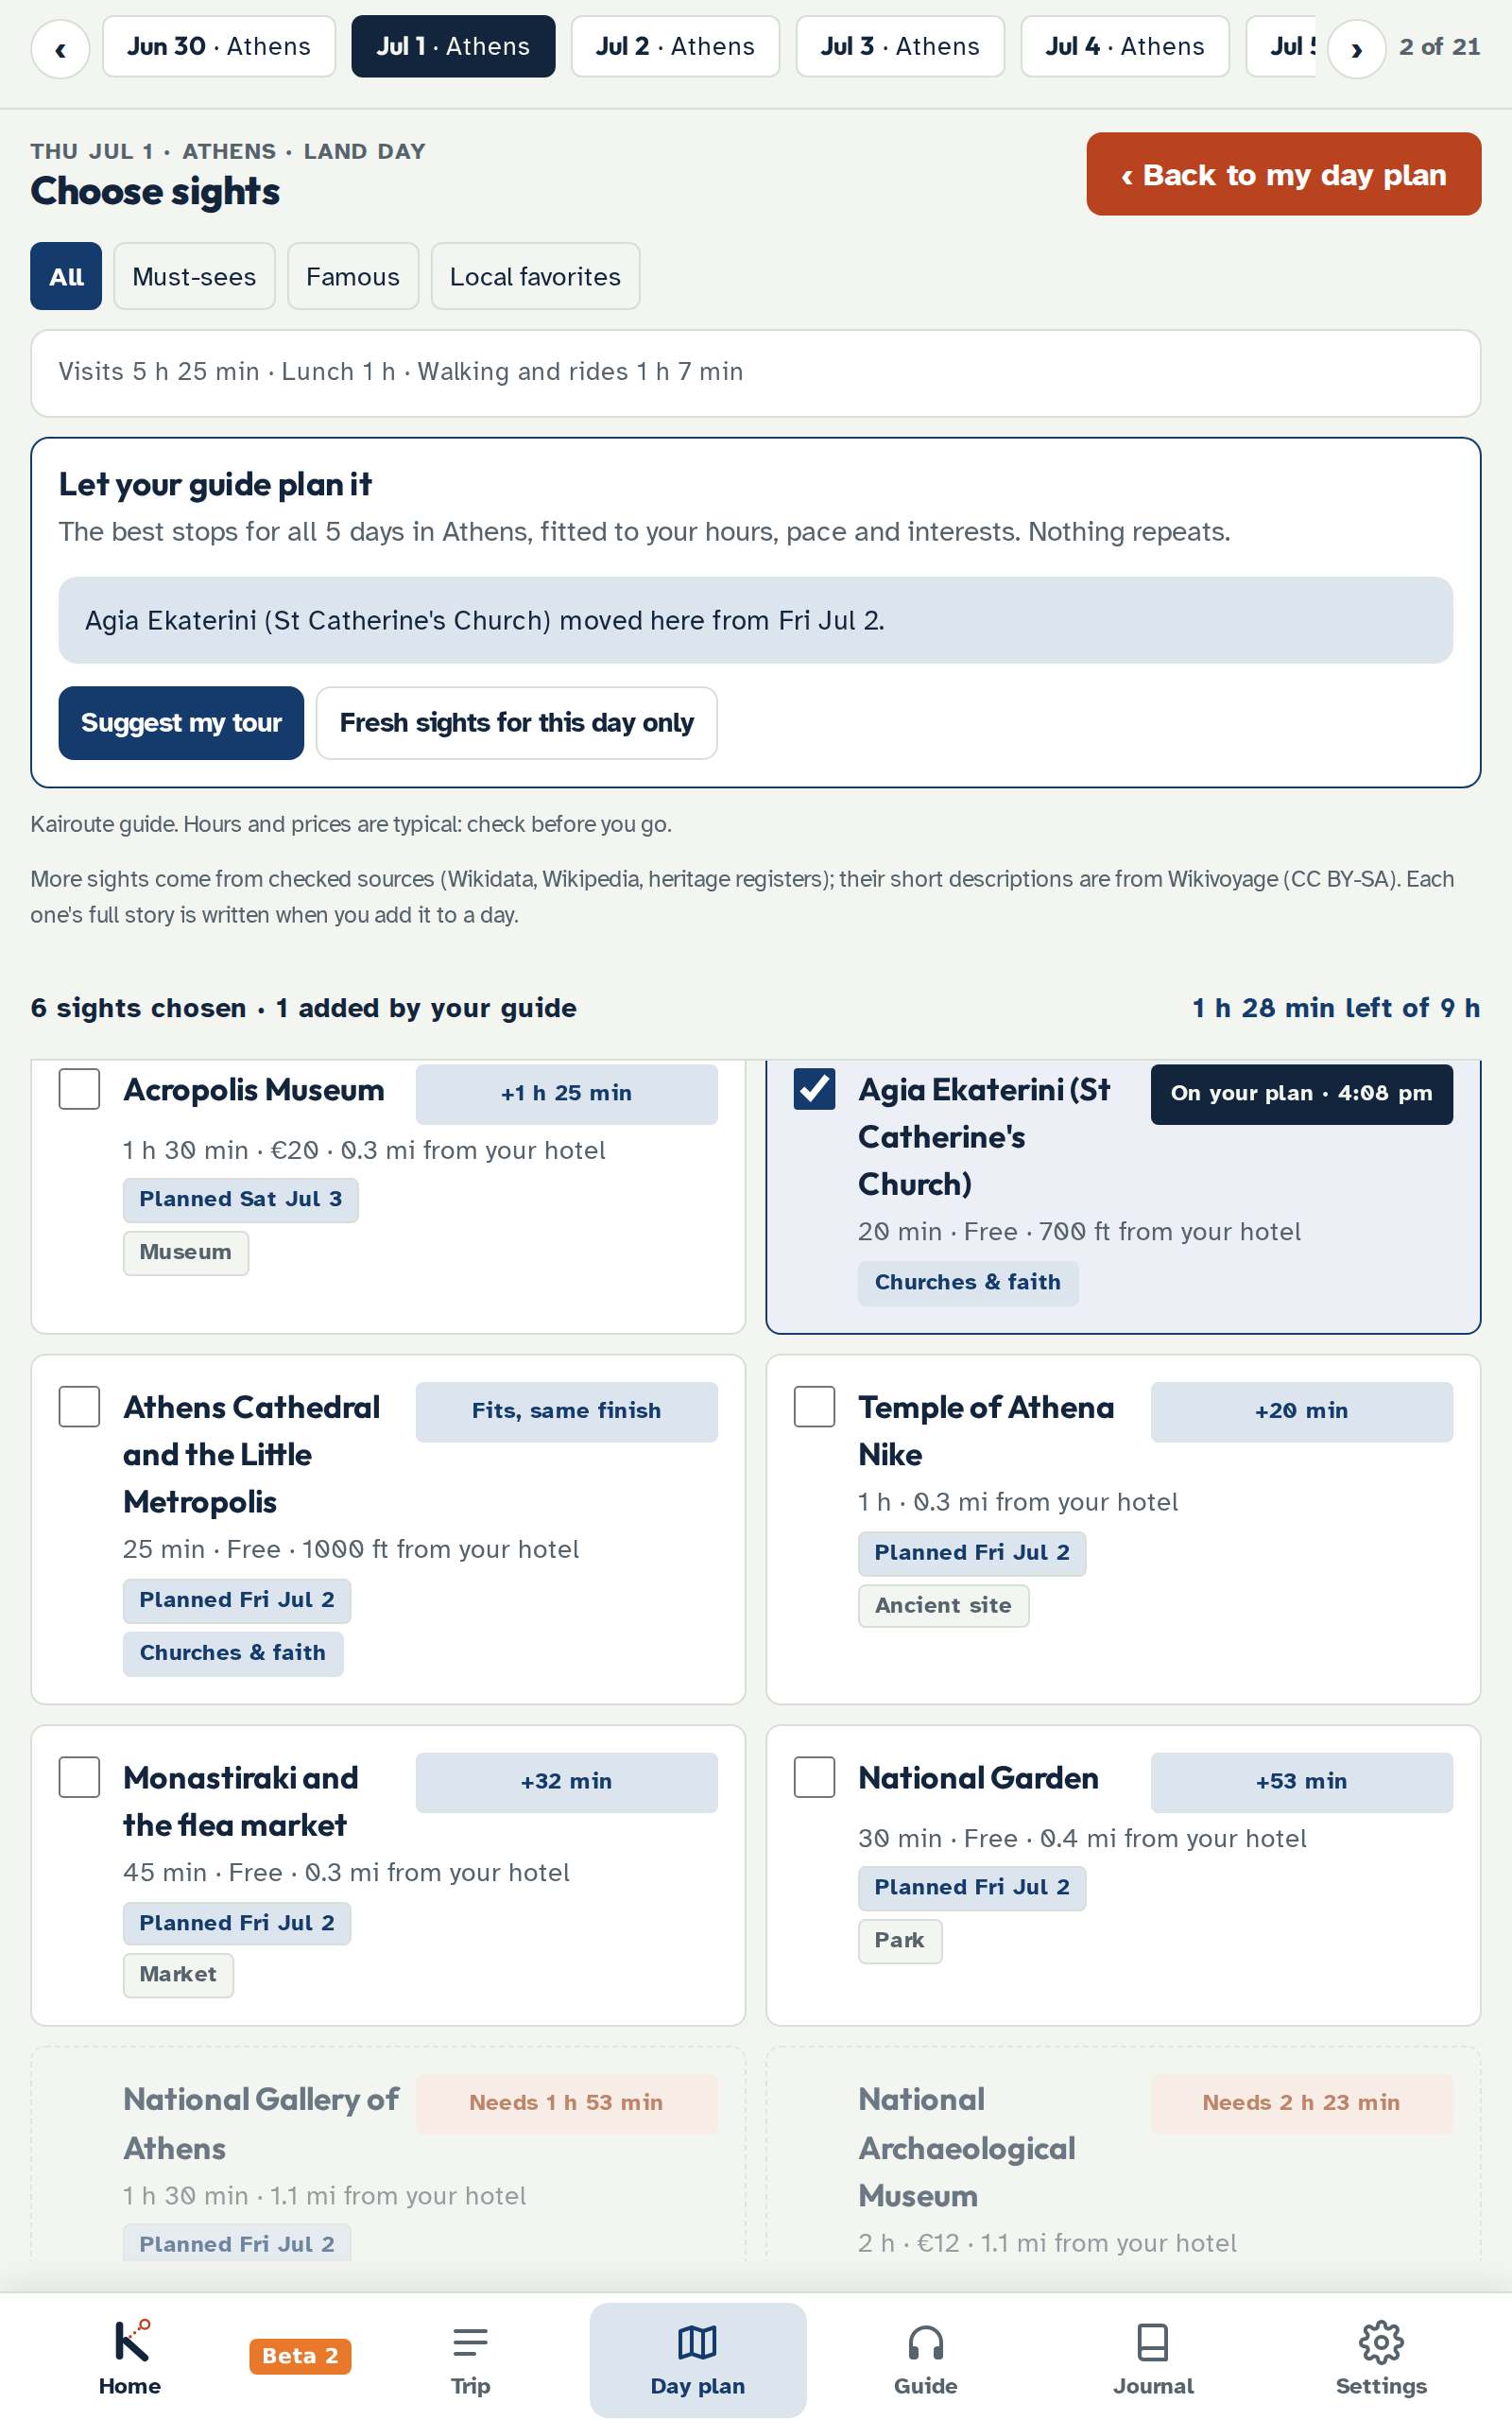 ‹
Jun 30 · Athens
Jul 1 · Athens
Jul 2 · Athens
Jul 3 · Athens
Jul 4 · Athens
Jul
›
2 of 21
THU JUL 1 · ATHENS · LAND DAY
Choose sights
‹ Back to my day plan
All
Must-sees
Famous
Local favorites
Visits 5 h 25 min · Lunch 1 h · Walking and rides 1 h 7 min
Let your guide plan it
The best stops for all 5 days in Athens, fitted to your hours, pace and interests. Nothing repeats.
Agia Ekaterini (St Catherine's Church) moved here from Fri Jul 2.
Suggest my tour
Fresh sights for this day only
Kairoute guide. Hours and prices are typical: check before you go.
More sights come from checked sources (Wikidata, Wikipedia, heritage registers); their short descriptions are from Wikivoyage (CC BY-SA). Each
one's full story is written when you add it to a day.
6 sights chosen · 1 added by your guide
1 h 28 min left of 9 h
Acropolis Museum
+1 h 25 min
1 h 30 min · €20 · 0.3 mi from your hotel
Planned Sat Jul 3
Museum
Agia Ekaterini (St
Catherine's
Church)
On your plan · 4:08 pm
20 min · Free · 700 ft from your hotel
Churches & faith
Athens Cathedral
and the Little
Metropolis
Fits, same finish
25 min · Free · 1000 ft from your hotel
Planned Fri Jul 2
Churches & faith
Temple of Athena
Nike
+20 min
1 h · 0.3 mi from your hotel
Planned Fri Jul 2
Ancient site
Monastiraki and
the flea market
+32 min
45 min · Free · 0.3 mi from your hotel
Planned Fri Jul 2
Market
National Garden
+53 min
30 min · Free · 0.4 mi from your hotel
Planned Fri Jul 2
Park
National Gallery of
Athens
Needs 1 h 53 min
1 h 30 min · 1.1 mi from your hotel
Planned Fri Jul 2
National
Archaeological
Museum
Needs 2 h 23 min
2 h · €12 · 1.1 mi from your hotel
Home
Beta 2
Trip
Day plan
Guide
Journal
Settings